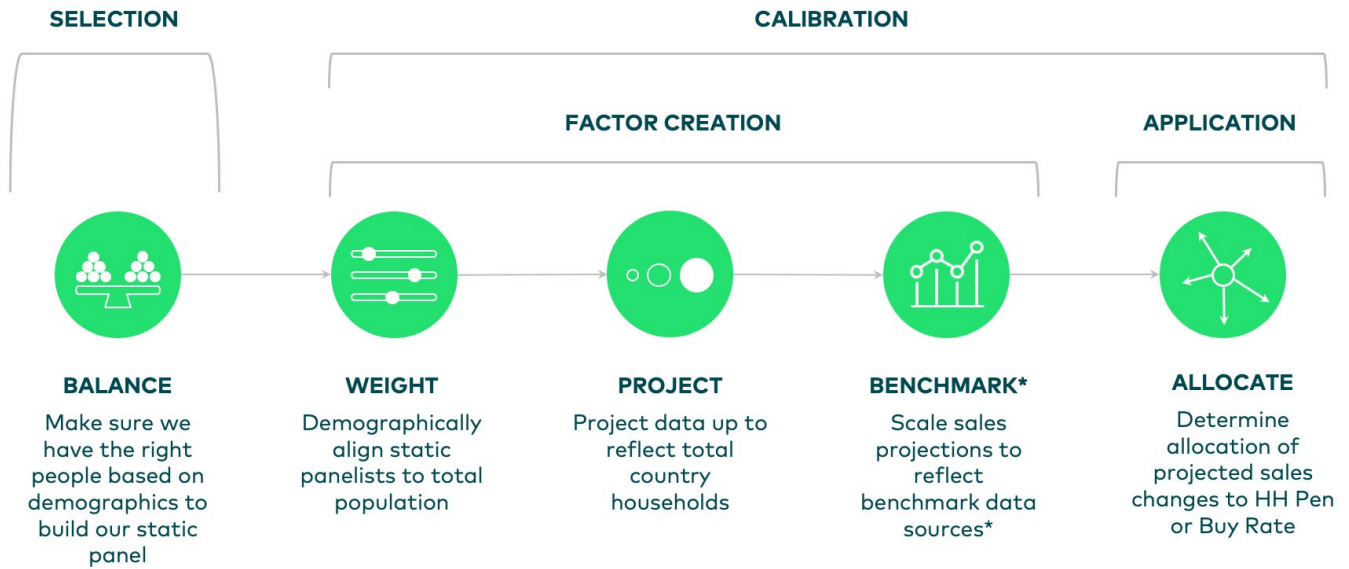 SELECTION
CALIBRATION
FACTOR CREATION
APPLICATION
BALANCE
Make sure we
have the right
people based on
demographics to
build our static
panel
WEIGHT
Demographically
align static
panelists to total
population
PROJECT
Project data up to
reflect total
country
households
BENCHMARK*
Scale sales
projections to
reflect
benchmark data
sources*
ALLOCATE
Determine
allocation of
projected sales
changes to HH Pen
or Buy Rate